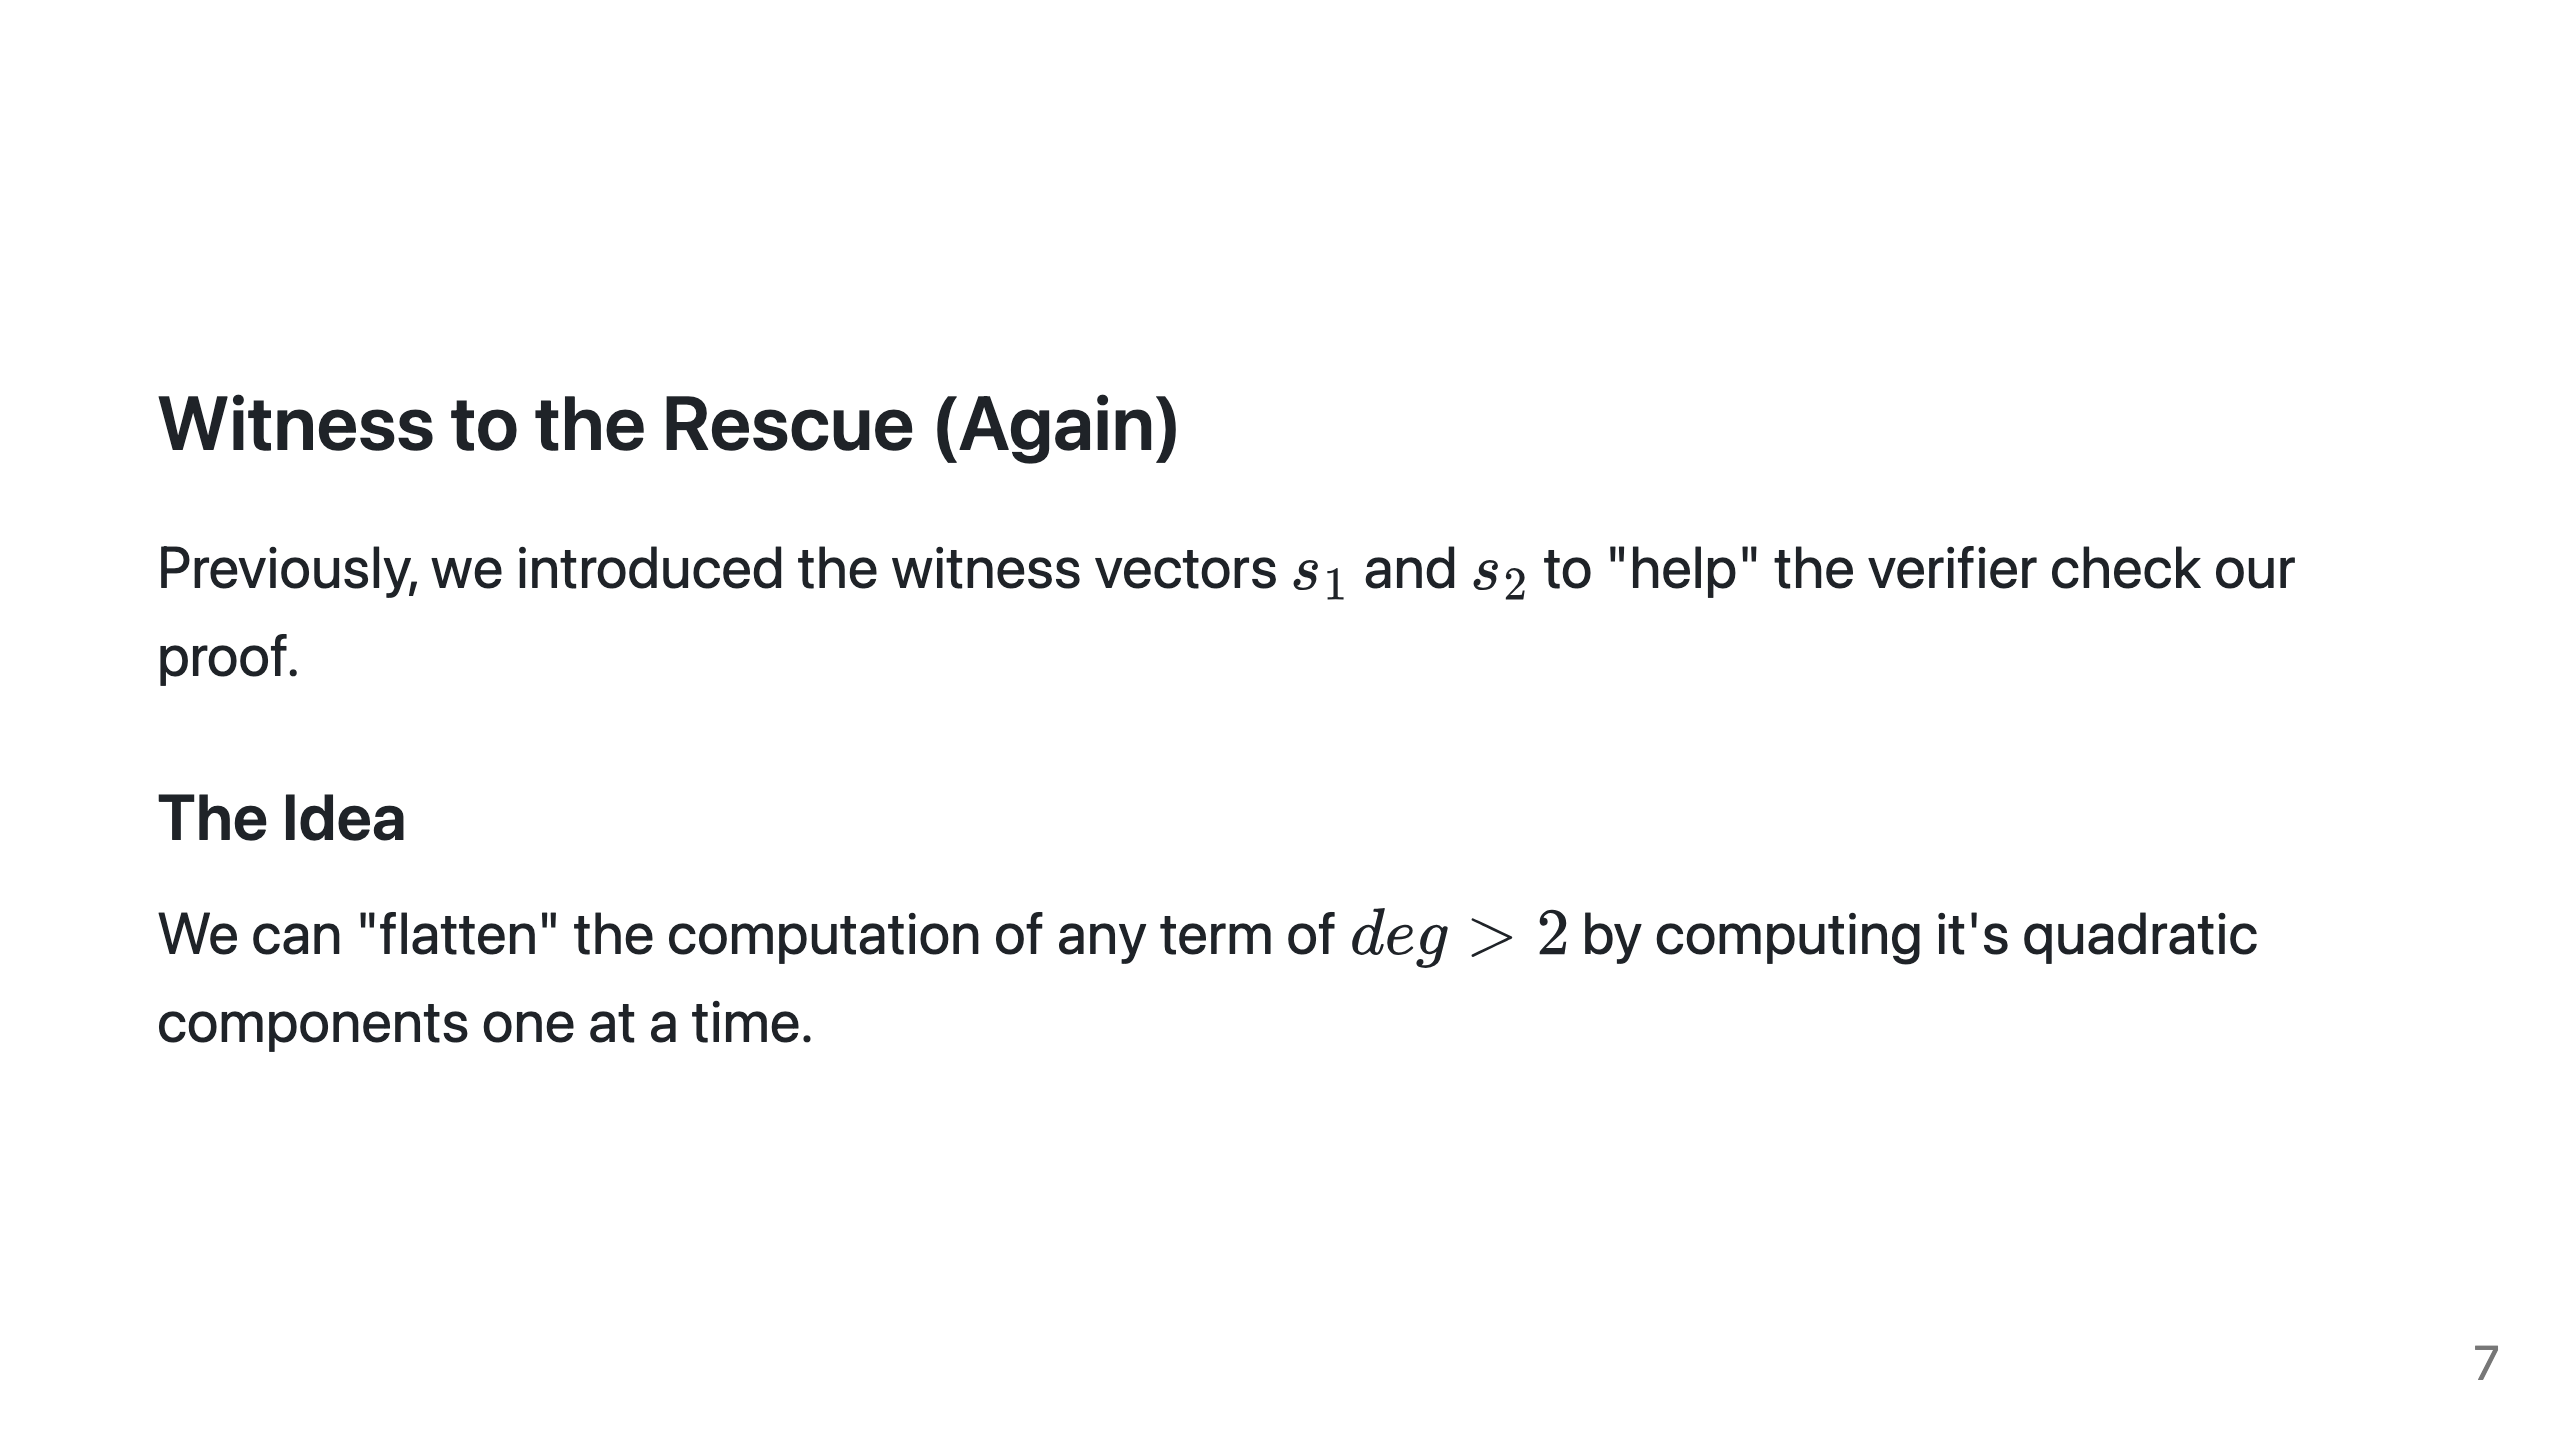 Witness to the Rescue (Again)
Previously, we introduced the witness vectors s₁ and s₂ to "help" the verifier check our
proof.
The Idea
We can "flatten" the computation of any term of deg > 2 by computing it's quadratic
components one at a time.
7